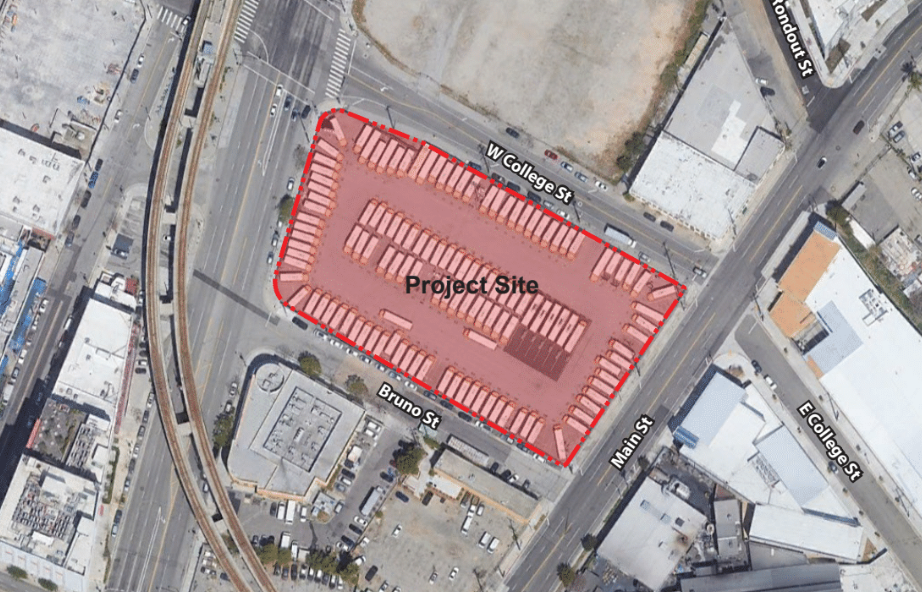 Rondout St
W College St
Project Site
Bruno St
Main St
E College St